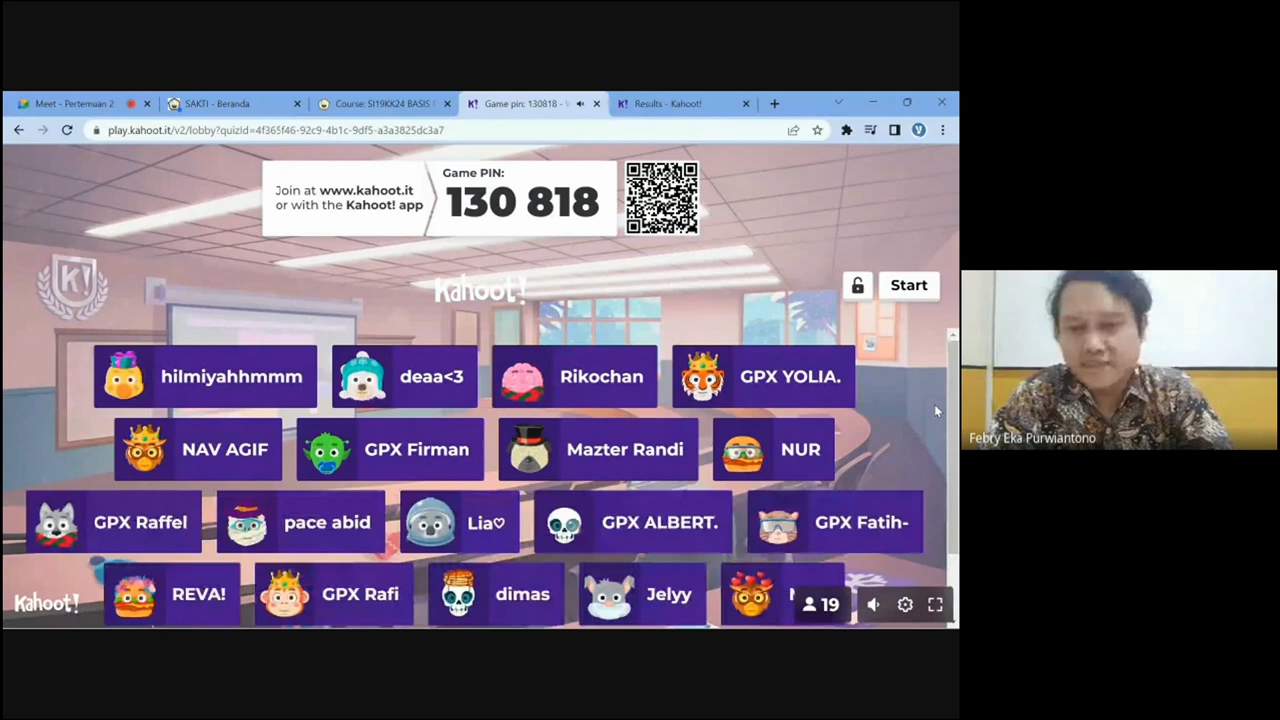 Meet - Pertemuan 2
SAKTI - Beranda
Course: SI19KK24 BASIS
Game pin: 130818 -
Results - Kahoot!
play.kahoot.it/v2/lobby?quizId=4f365f46-92c9-4b1c-9df5-a3a3825dc3a7
V
Join at www.kahoot.it
or with the Kahoot! app
Game PIN:
130 818
K!
Kahoot!
Start
hilmiyahhmmm
deaa<3
Rikochan
GPX YOLIA.
NAV AGIF
GPX Firman
Mazter Randi
NUR
GPX Raffel
pace abid
Lia♡
GPX ALBERT.
GPX Fatih-
REVA!
GPX Rafi
dimas
Jelyy
Kahoot!
19
Febry Eka Purwiantono